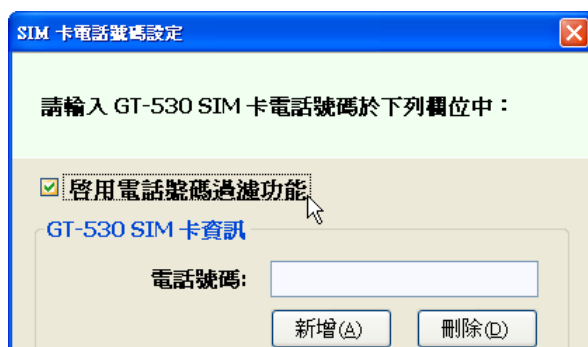 SIM 卡電話號碼設定
請輸入 GT-530 SIM 卡電話號碼於下列欄位中：
啓用電話號碼過濾功能
GT-530 SIM 卡資訊
電話號碼:
新增(A) 刪除(D)